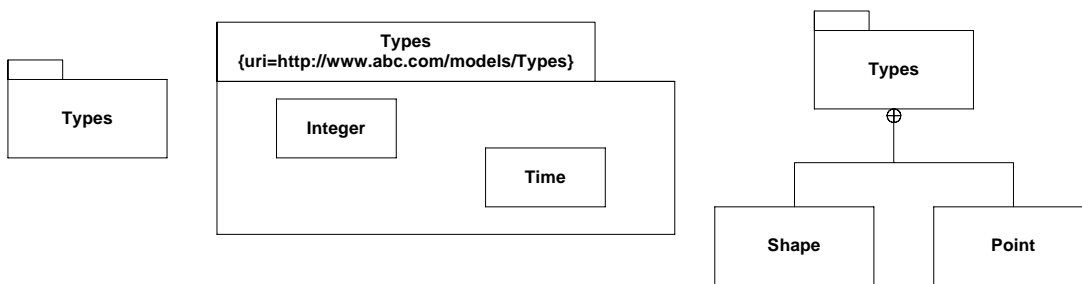 Types
Types
{uri=http://www.abc.com/models/Types}
Integer
Time
Types
Shape
Point